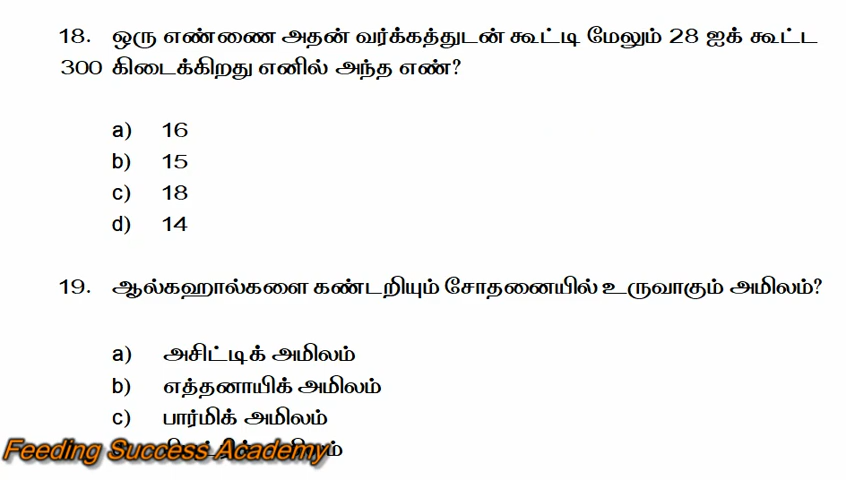 18. ஒரு எண்ணை அதன் வர்க்கத்துடன் கூட்டி மேலும் 28 ஐக் கூட்ட
300 கிடைக்கிறது எனில் அந்த எண்?
a) 16
b) 15
c) 18
d) 14
19. ஆல்கஹால்களை கண்டறியும் சோதனையில் உருவாகும் அமிலம்?
a) அசிட்டிக் அமிலம்
b) எத்தனாயிக் அமிலம்
c) பார்மிக் அமிலம்
Feeding Success Academy